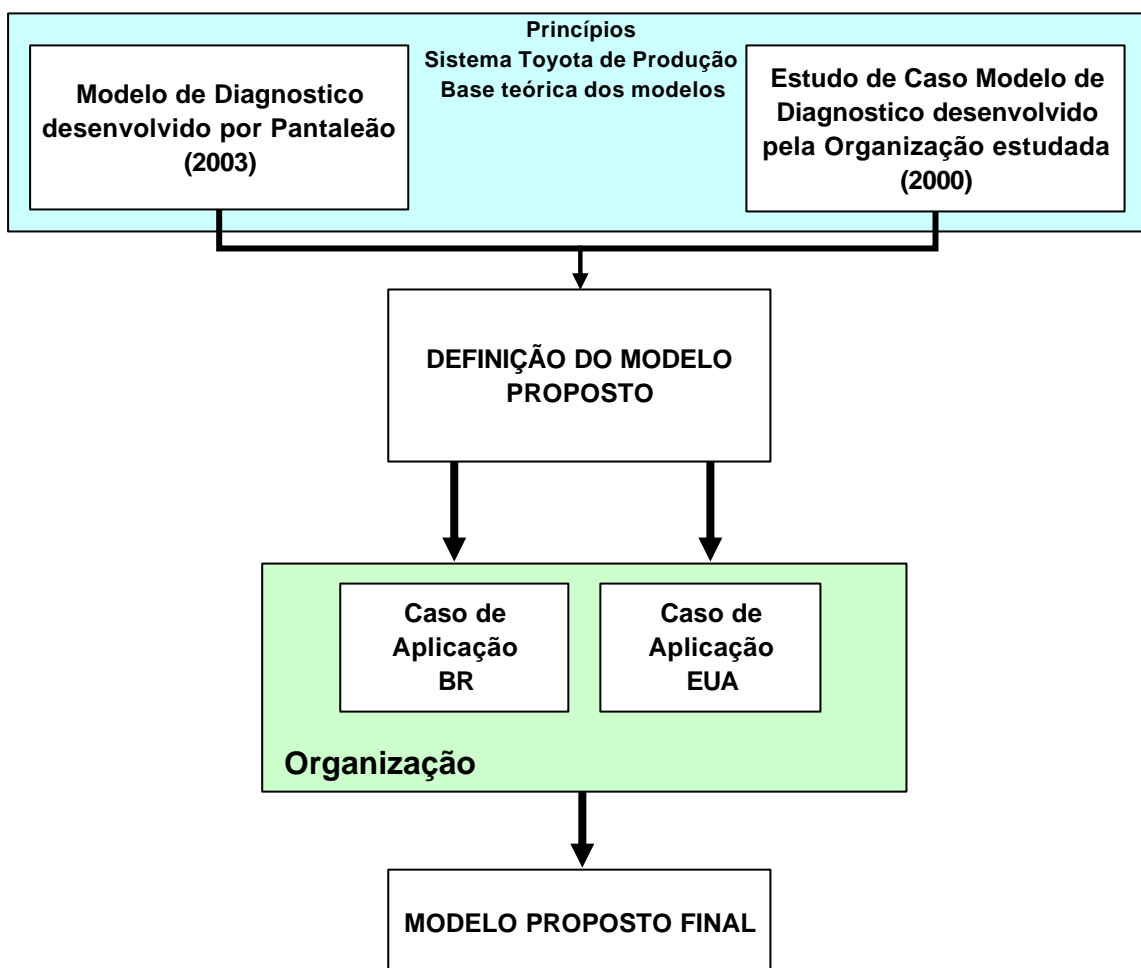 Princípios
Sistema Toyota de Produção
Base teórica dos modelos
Modelo de Diagnostico
desenvolvido por Pantaleão
(2003)
Estudo de Caso Modelo de
Diagnostico desenvolvido
pela Organização estudada
(2000)
DEFINIÇÃO DO MODELO
PROPOSTO
Caso de
Aplicação
BR
Caso de
Aplicação
EUA
Organização
MODELO PROPOSTO FINAL